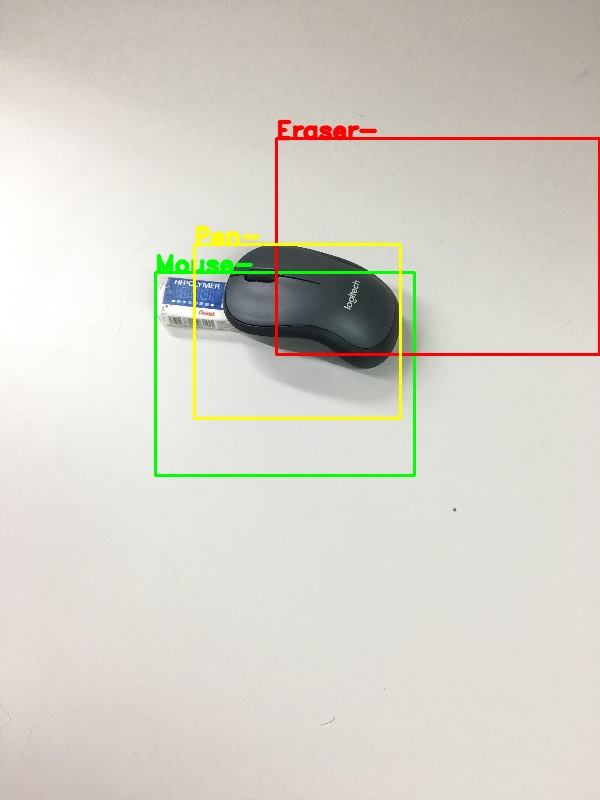 Eraser-
Pen-
Mouse-
HI-POLYMER
Pentel
logitech